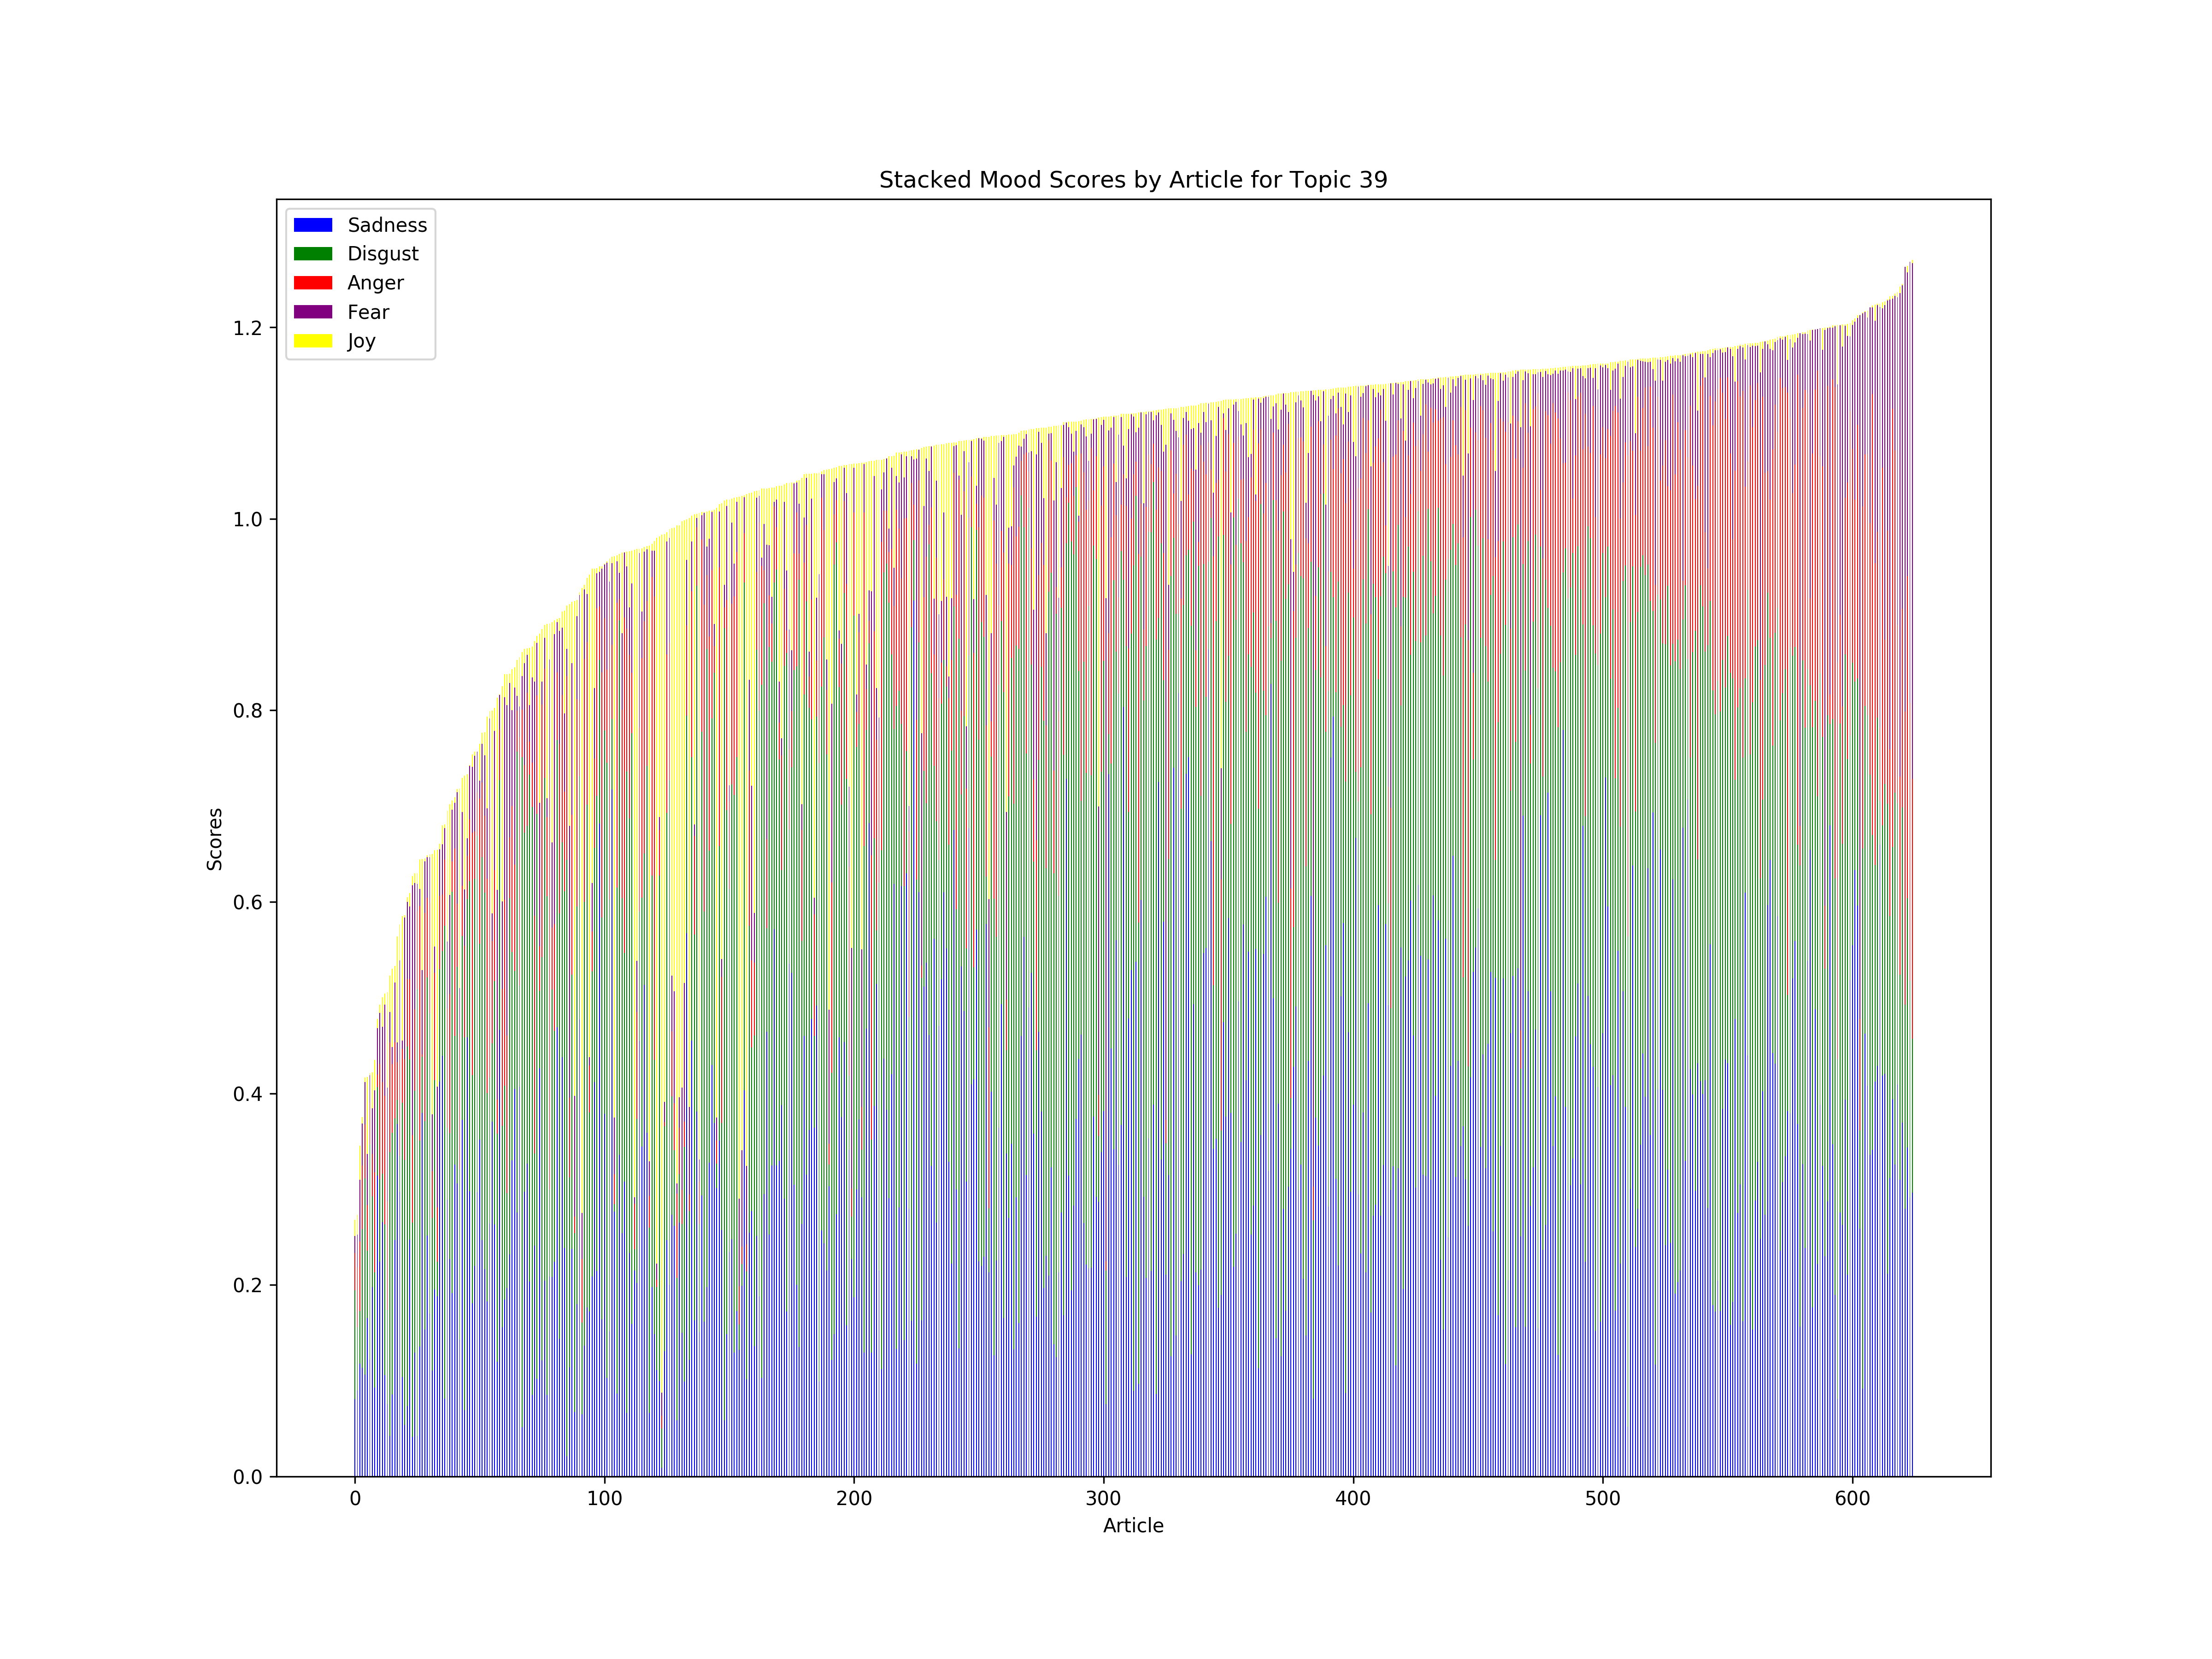 Stacked Mood Scores by Article for Topic 39
Sadness
Disgust
Anger
Fear
Joy
1.2
1.0
0.8
0.6
0.4
0.2
0.0
Scores
0 100 200 300 400 500 600
Article